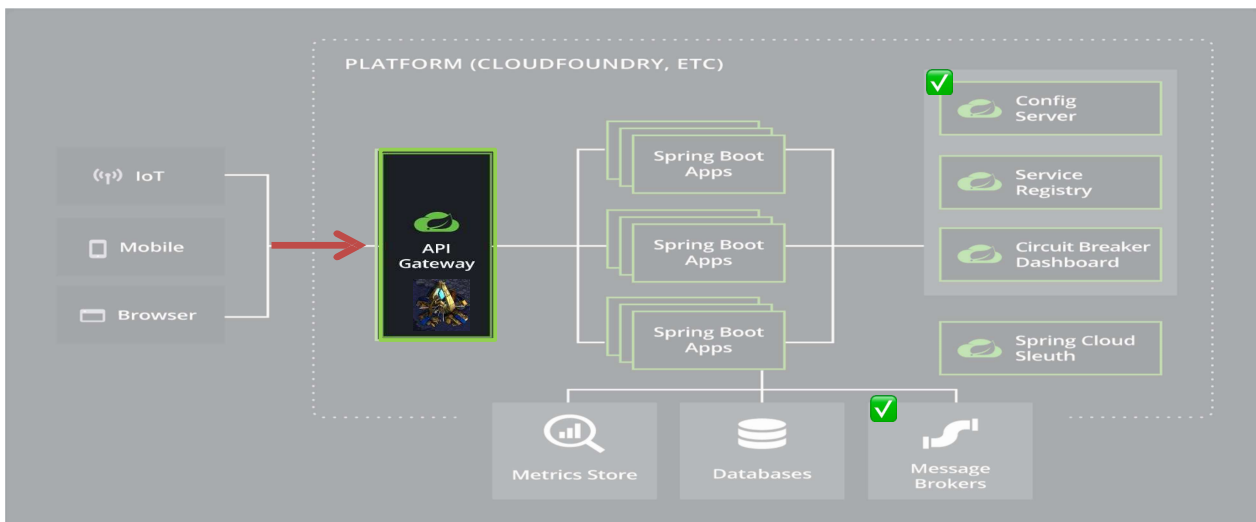 PLATFORM (CLOUDFOUNDRY, ETC)
IoT
Mobile
Browser
API
Gateway
Spring Boot
Apps
Spring Boot
Apps
Spring Boot
Apps
Config
Server
Service
Registry
Circuit Breaker
Dashboard
Spring Cloud
Sleuth
Metrics Store
Databases
Message
Brokers